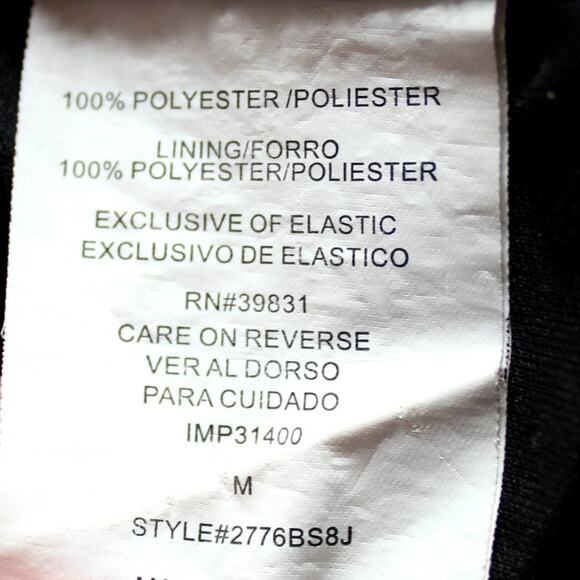 100% POLYESTER /POLIESTER
LINING/FORRO
100% POLYESTER/POLIESTER
EXCLUSIVE OF ELASTIC
EXCLUSIVO DE ELASTICO
RN#39831
CARE ON REVERSE
VER AL DORSO
PARA CUIDADO
IMP31400
M
STYLE#2776BS8J